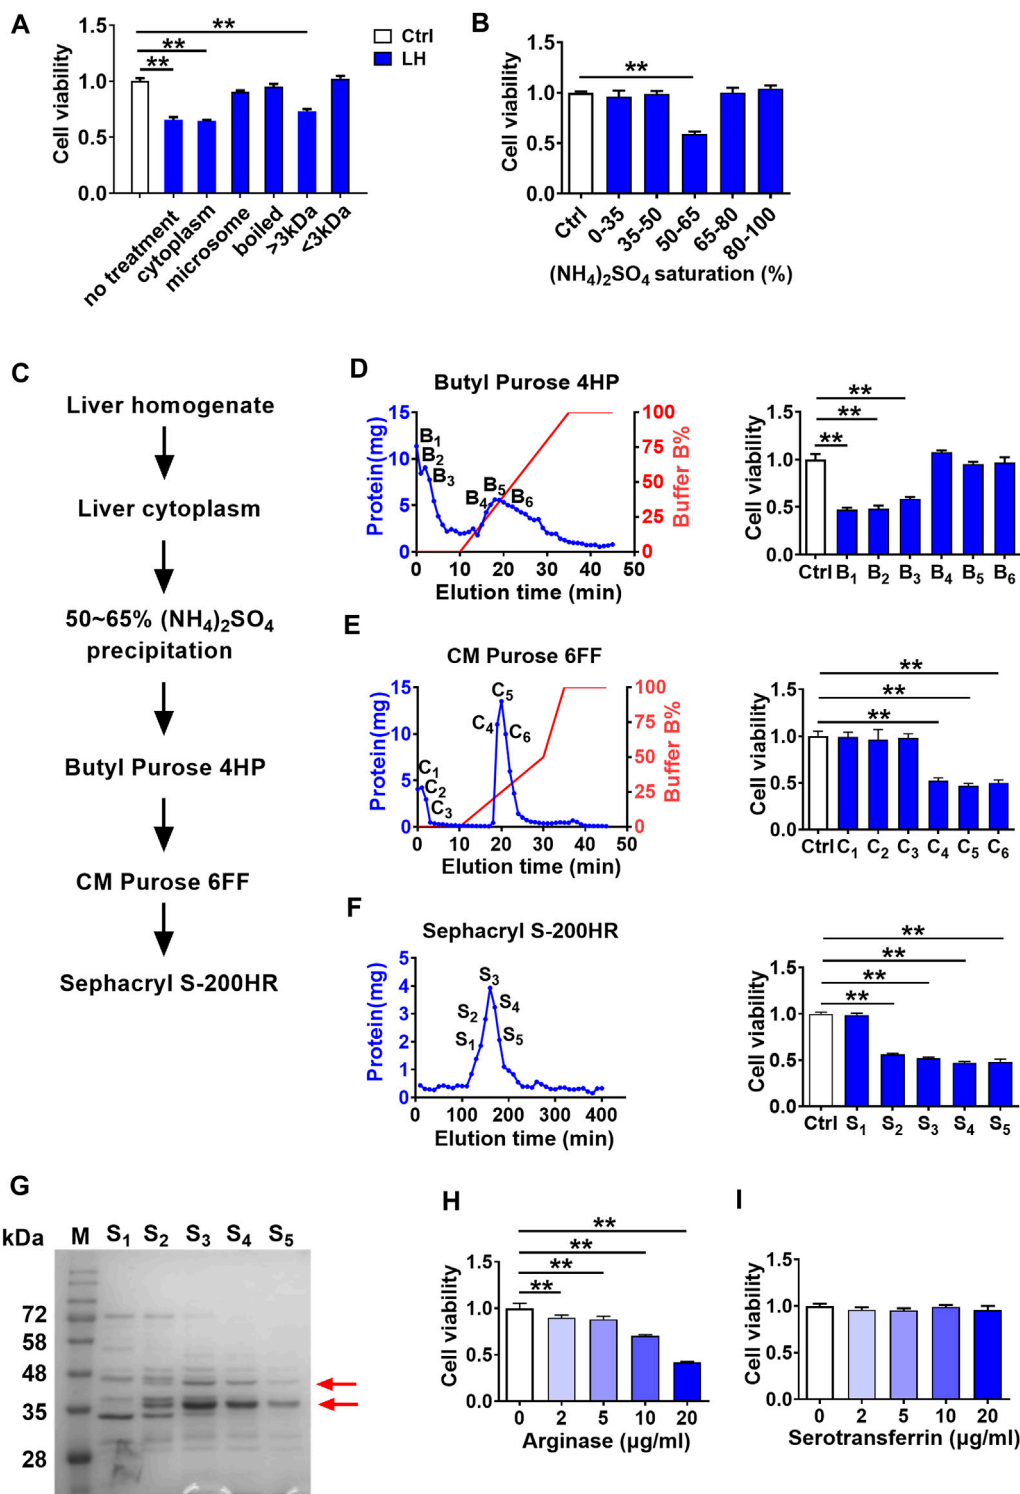 A
Cell viability
1.5
1.0
0.5
0.0
**
**
**
Ctrl
LH
no treatment
cytoplasm
microsome
boiled
>3kDa
<3kDa
B
Cell viability
1.5
1.0
0.5
0.0
**
Ctrl
0-35
35-50
50-65
65-80
80-100
(NH₄)₂SO₄ saturation (%)
C
Liver homogenate
Liver cytoplasm
50~65% (NH₄)₂SO₄
precipitation
Butyl Purose 4HP
CM Purose 6FF
Sephacryl S-200HR
D
Butyl Purose 4HP
Protein(mg)
15
10
5
0
B₁
B₂
B₃
B₄
B₅
B₆
100
75
50
25
0
Buffer B%
0 10 20 30 40 50
Elution time (min)
Cell viability
1.5
1.0
0.5
0.0
**
**
**
Ctrl B₁ B₂ B₃ B₄ B₅ B₆
E
CM Purose 6FF
Protein(mg)
15
10
5
0
C₁
C₂
C₃
C₄
C₅
C₆
100
75
50
25
0
Buffer B%
0 10 20 30 40 50
Elution time (min)
Cell viability
1.5
1.0
0.5
0.0
**
**
**
Ctrl C₁ C₂ C₃ C₄ C₅ C₆
F
Sephacryl S-200HR
Protein(mg)
5
4
3
2
1
0
S₁
S₂
S₃
S₄
S₅
0 100 200 300 400
Elution time (min)
Cell viability
1.5
1.0
0.5
0.0
**
**
**
**
Ctrl S₁ S₂ S₃ S₄ S₅
G
kDa M S₁ S₂ S₃ S₄ S₅
72
58
48
35
28
H
Cell viability
1.5
1.0
0.5
0.0
**
**
**
**
0 2 5 10 20
Arginase (μg/ml)
I
Cell viability
1.5
1.0
0.5
0.0
0 2 5 10 20
Serotransferrin (μg/ml)